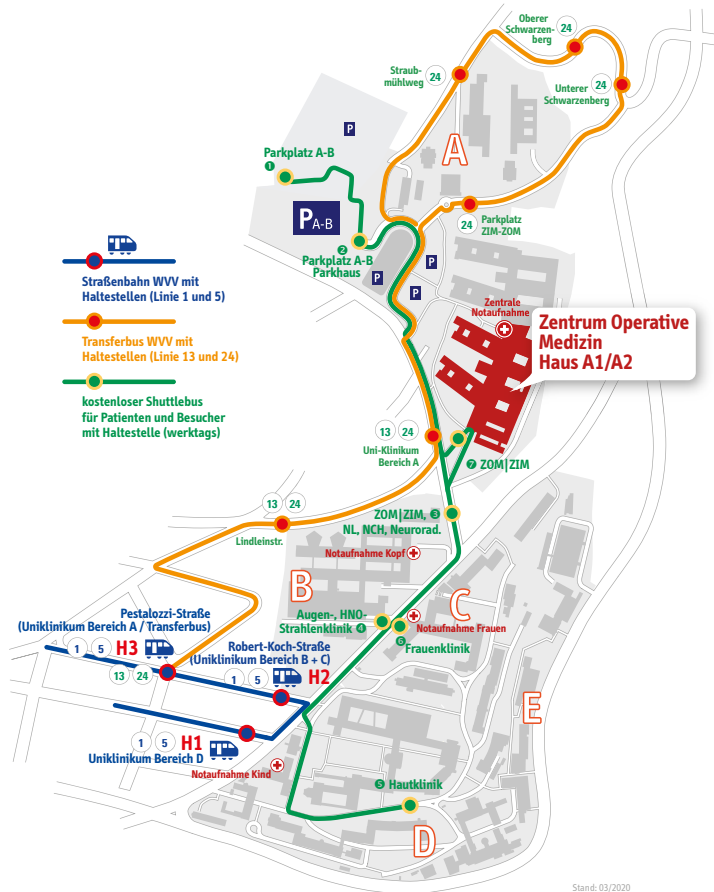 Oberer
Schwarzen-
berg
24
Straub-
mühlweg
24
24
Unterer
Schwarzenberg
A
P
Parkplatz A-B
1
P A-B
24
Parkplatz
ZIM-ZOM
2
Parkplatz A-B
Parkhaus
P
P
P
Straßenbahn WVV mit
Haltestellen (Linie 1 und 5)
Transferbus WVV mit
Haltestellen (Linie 13 und 24)
kostenloser Shuttlebus
für Patienten und Besucher
mit Haltestelle (werktags)
Zentrale
Notaufnahme
Zentrum Operative
Medizin
Haus A1/A2
13 24
Uni-Klinikum
Bereich A
7 ZOM|ZIM
13 24
Lindleinstr.
ZOM|ZIM, 3
NL, NCH, Neurorad.
Notaufnahme Kopf
B
C
Augen-, HNO-
Strahlenklinik 4
Notaufnahme Frauen
6
Frauenklinik
Pestalozzi-Straße
(Uniklinikum Bereich A / Transferbus)
1 5 H3
13 24
Robert-Koch-Straße
(Uniklinikum Bereich B + C)
1 5 H2
E
1 5 H1
Uniklinikum Bereich D
Notaufnahme Kind
5 Hautklinik
D
Stand: 03/2020